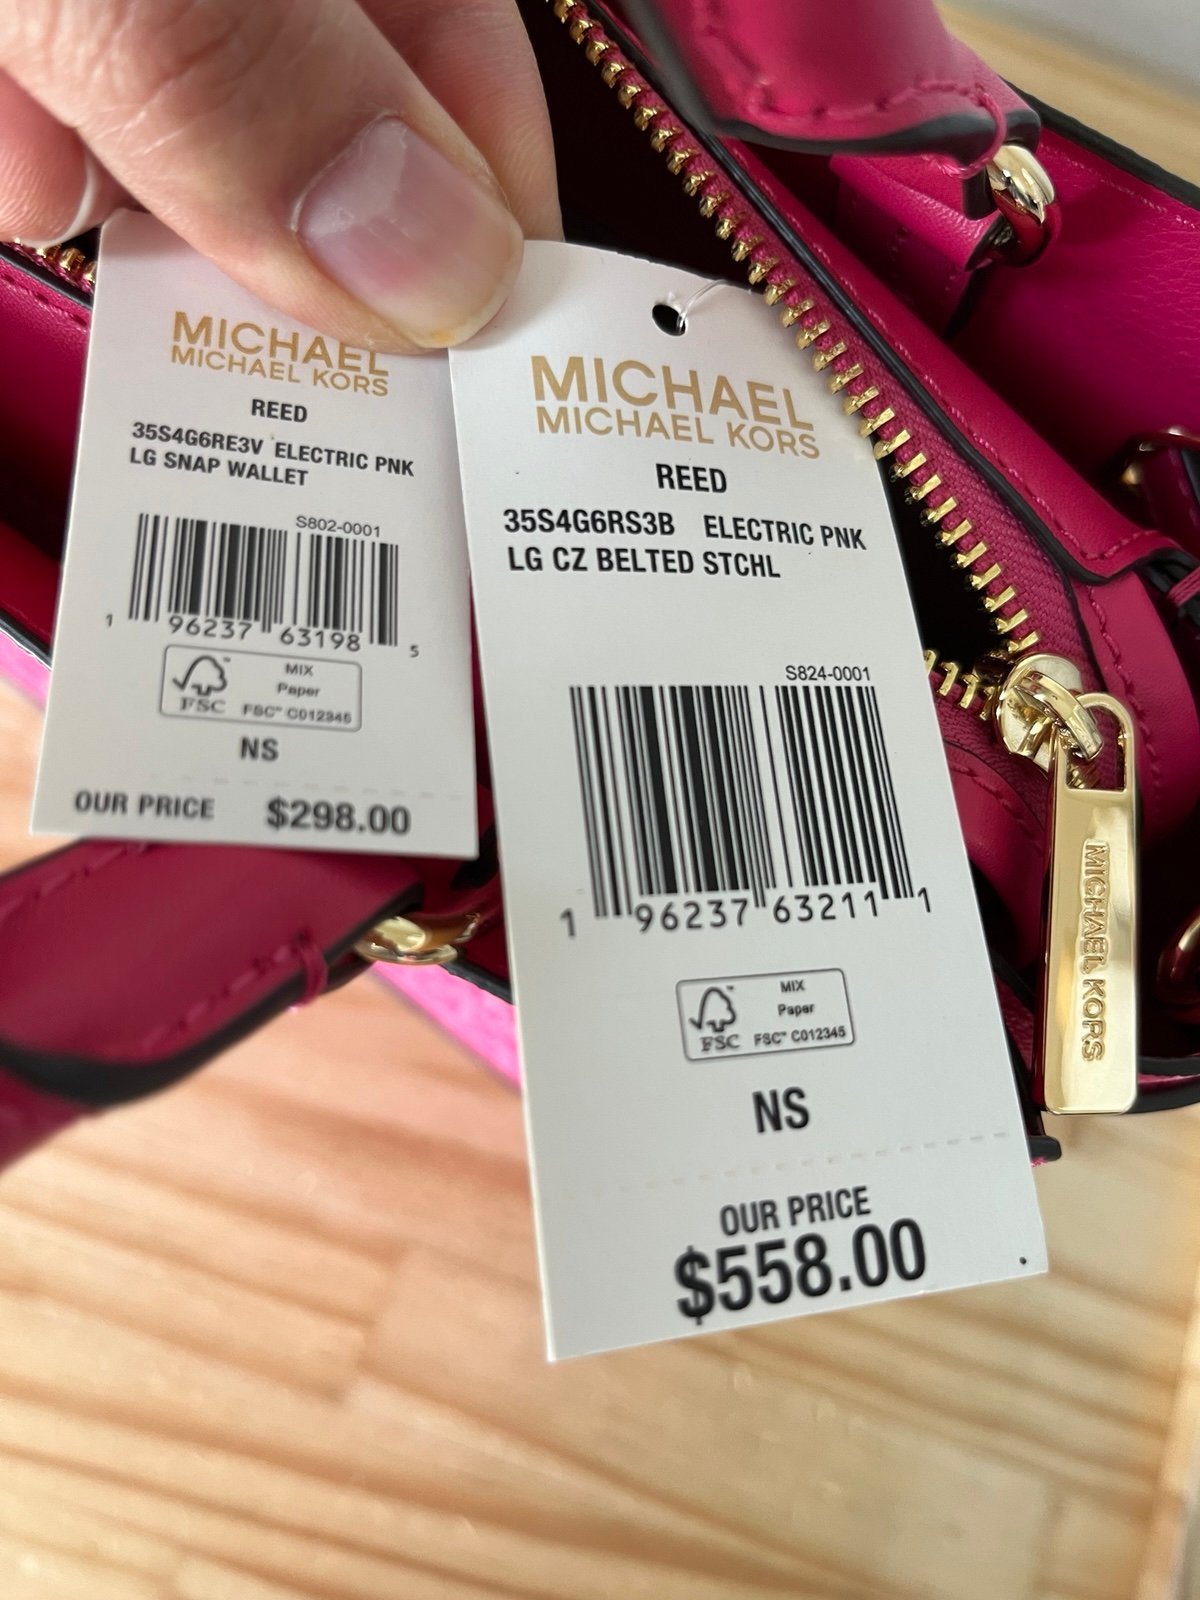 MICHAEL
MICHAEL KORS
REED
35S4G6RE3V ELECTRIC PNK
LG SNAP WALLET
S802-0001
1 96237 63198 5
MIX
Paper
FSC™ C012345
FSC
NS
OUR PRICE $298.00
MICHAEL
MICHAEL KORS
REED
35S4G6RS3B ELECTRIC PNK
LG CZ BELTED STCHL
S824-0001
1 96237 63211 1
MIX
Paper
FSC™ C012345
FSC
NS
OUR PRICE
$558.00
MICHAEL KORS